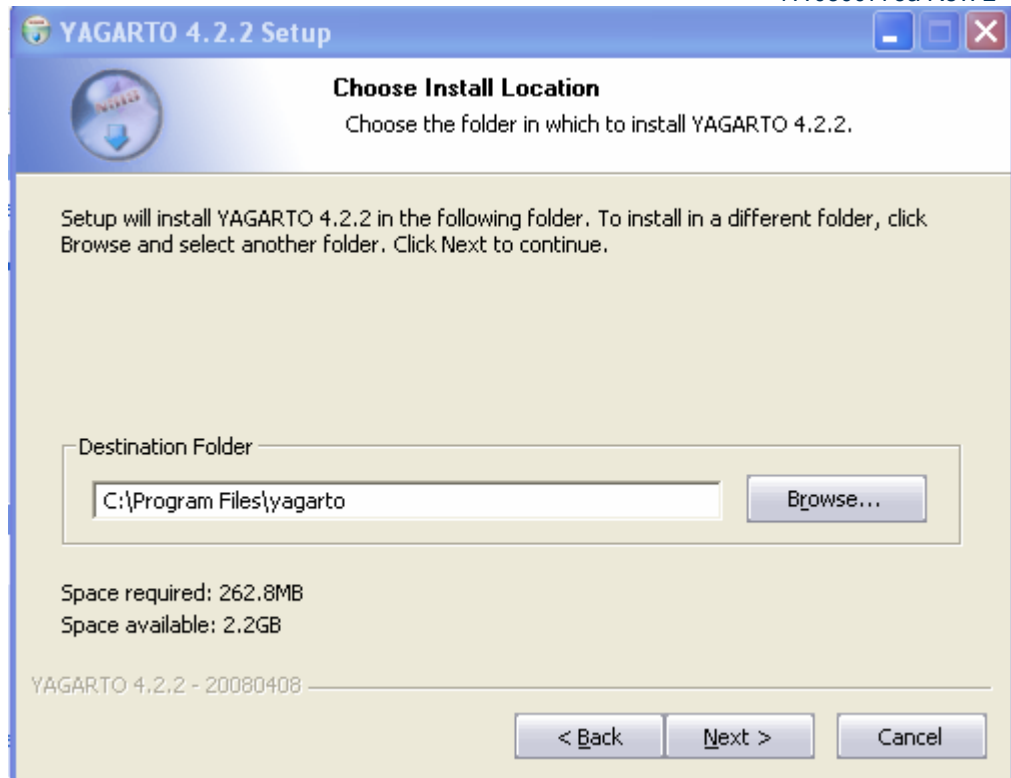 YAGARTO 4.2.2 Setup
Choose Install Location
Choose the folder in which to install YAGARTO 4.2.2.
Setup will install YAGARTO 4.2.2 in the following folder. To install in a different folder, click
Browse and select another folder. Click Next to continue.
Destination Folder
C:\Program Files\yagarto
Browse...
Space required: 262.8MB
Space available: 2.2GB
YAGARTO 4.2.2 - 20080408
< Back
Next >
Cancel